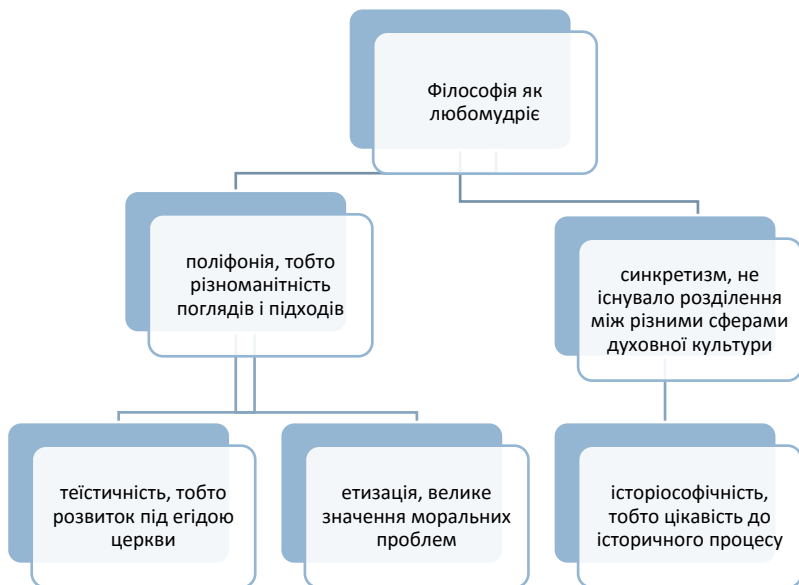 Філософія як
любомудріє
поліфонія, тобто
різноманітність
поглядів і підходів
синкретизм, не
існувало розділення
між різними сферами
духовної культури
теїстичність, тобто
розвиток під егідою
церкви
етизація, велике
значення моральних
проблем
історіософічність,
тобто цікавість до
історичного процесу